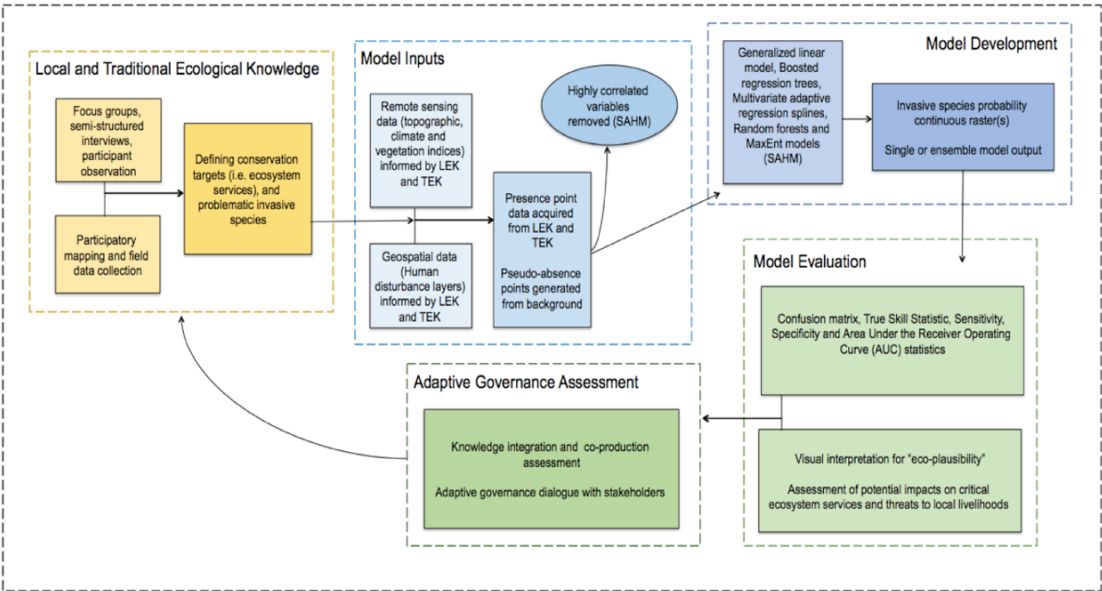 Local and Traditional Ecological Knowledge
Focus groups,
semi-structured
interviews,
participant
observation
Participatory
mapping and field
data collection
Defining conservation
targets (i.e. ecosystem
services), and
problematic invasive
species
Model Inputs
Remote sensing
data (topographic,
climate and
vegetation indices)
informed by LEK
and TEK
Geospatial data
(Human
disturbance layers)
informed by LEK
and TEK
Highly correlated
variables
removed (SAHM)
Presence point
data acquired
from LEK and
TEK
Pseudo-absence
points generated
from background
Model Development
Generalized linear
model, Boosted
regression trees,
Multivariate adaptive
regression splines,
Random forests and
MaxEnt models
(SAHM)
Invasive species probability
continuous raster(s)
Single or ensemble model output
Model Evaluation
Confusion matrix, True Skill Statistic, Sensitivity,
Specificity and Area Under the Receiver Operating
Curve (AUC) statistics
Visual interpretation for “eco-plausibility”
Assessment of potential impacts on critical
ecosystem services and threats to local livelihoods
Adaptive Governance Assessment
Knowledge integration and co-production
assessment
Adaptive governance dialogue with stakeholders